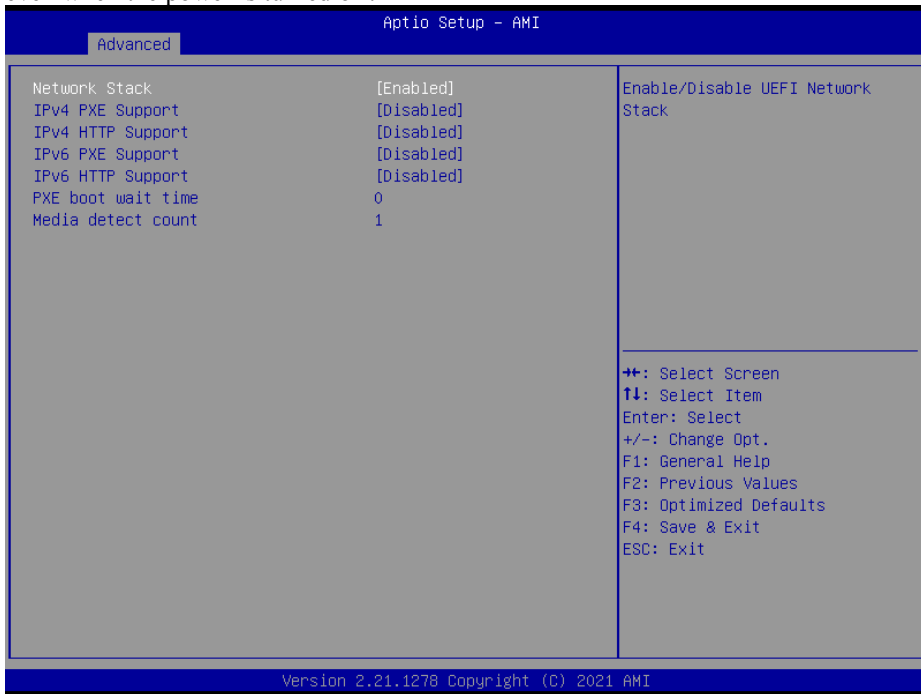 Aptio Setup – AMI
Advanced
Network Stack [Enabled]
IPv4 PXE Support [Disabled]
IPv4 HTTP Support [Disabled]
IPv6 PXE Support [Disabled]
IPv6 HTTP Support [Disabled]
PXE boot wait time 0
Media detect count 1
Enable/Disable UEFI Network
Stack
→←: Select Screen
↑↓: Select Item
Enter: Select
+/-: Change Opt.
F1: General Help
F2: Previous Values
F3: Optimized Defaults
F4: Save & Exit
ESC: Exit
Version 2.21.1278 Copyright (C) 2021 AMI